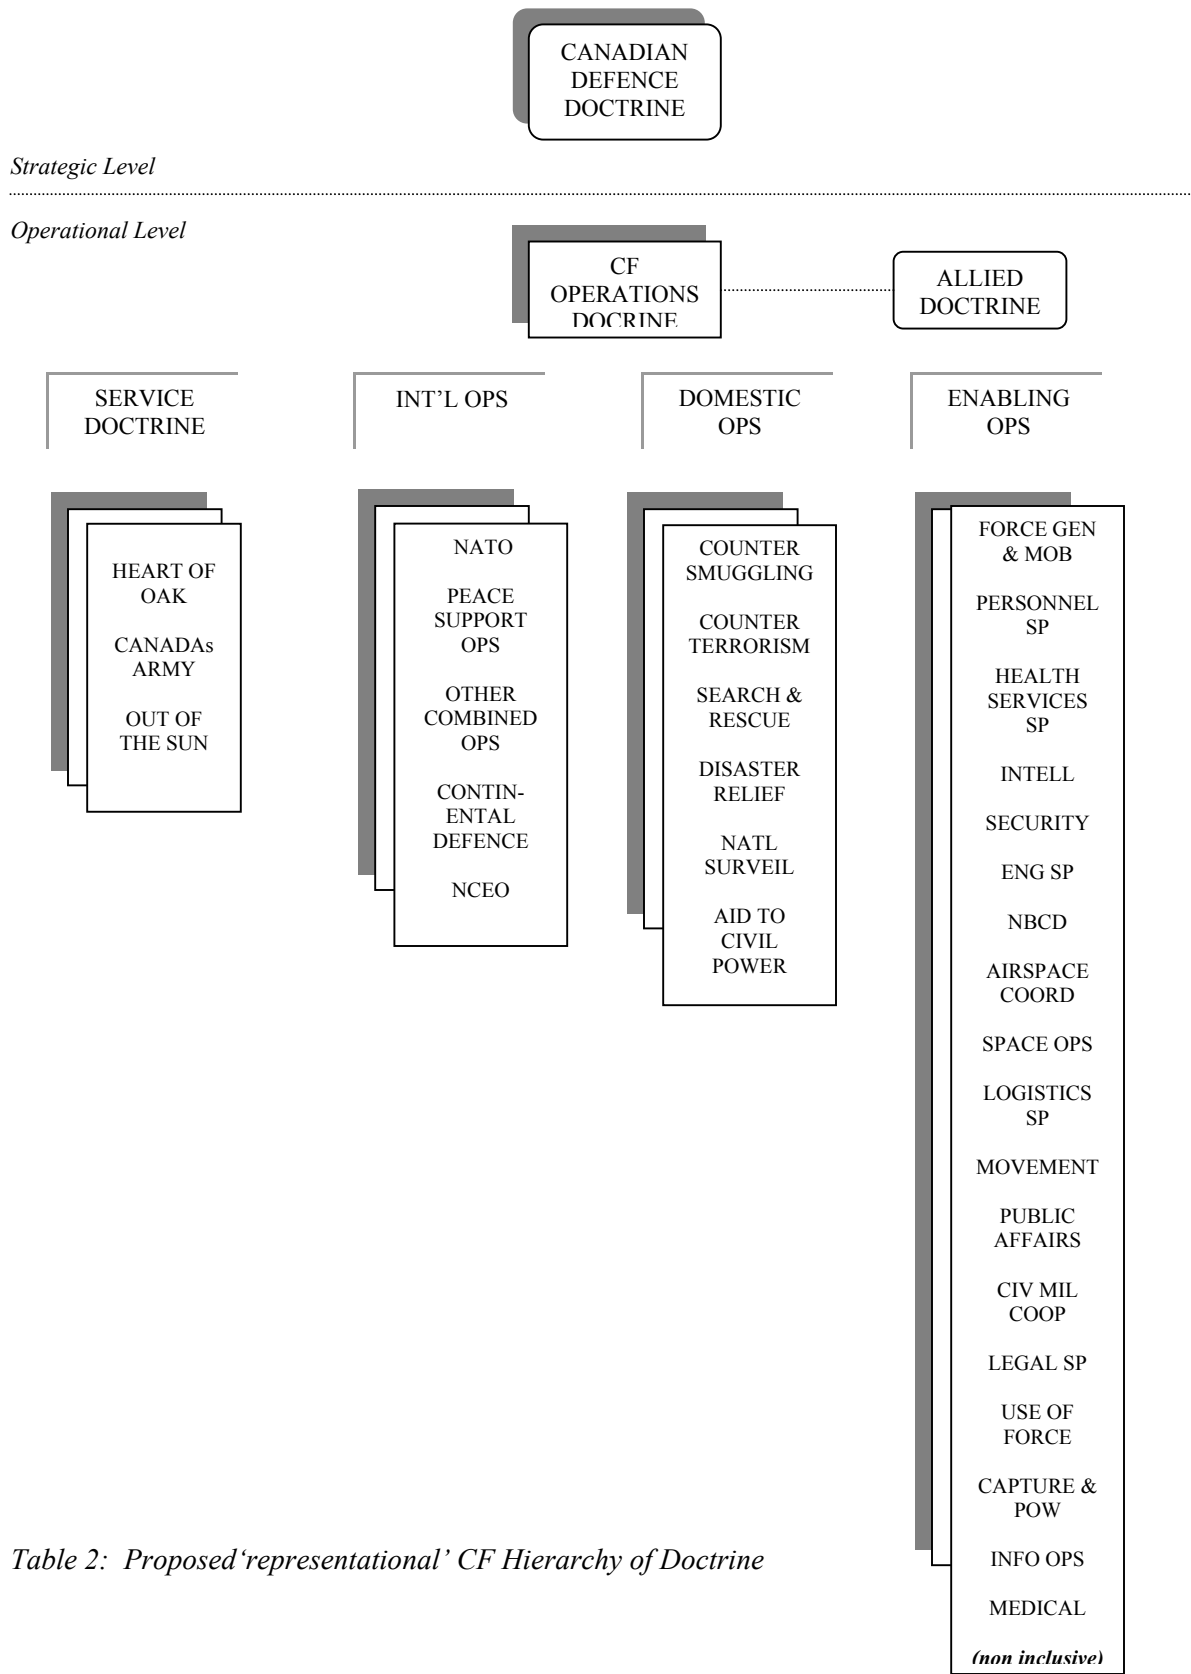 CANADIAN
DEFENCE
DOCTRINE
Strategic Level
Operational Level
CF
OPERATIONS
DOCRINE
ALLIED
DOCTRINE
SERVICE
DOCTRINE
INT’L OPS
DOMESTIC
OPS
ENABLING
OPS
HEART OF
OAK
CANADAs
ARMY
OUT OF
THE SUN
NATO
PEACE
SUPPORT
OPS
OTHER
COMBINED
OPS
CONTIN-
ENTAL
DEFENCE
NCEO
COUNTER
SMUGGLING
COUNTER
TERRORISM
SEARCH &
RESCUE
DISASTER
RELIEF
NATL
SURVEIL
AID TO
CIVIL
POWER
FORCE GEN
& MOB
PERSONNEL
SP
HEALTH
SERVICES
SP
INTELL
SECURITY
ENG SP
NBCD
AIRSPACE
COORD
SPACE OPS
LOGISTICS
SP
MOVEMENT
PUBLIC
AFFAIRS
CIV MIL
COOP
LEGAL SP
USE OF
FORCE
CAPTURE &
POW
INFO OPS
MEDICAL
(non inclusive)
Table 2:  Proposed‘representational’ CF Hierarchy of Doctrine